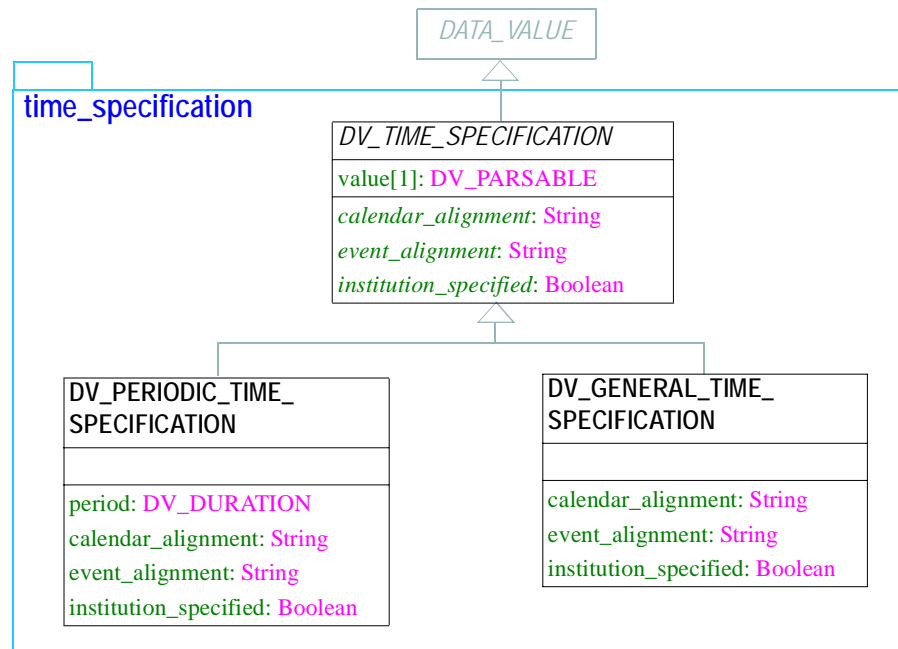 DATA_VALUE
time_specification
DV_TIME_SPECIFICATION
value[1]: DV_PARSABLE
calendar_alignment: String
event_alignment: String
institution_specified: Boolean
DV_PERIODIC_TIME_
SPECIFICATION
period: DV_DURATION
calendar_alignment: String
event_alignment: String
institution_specified: Boolean
DV_GENERAL_TIME_
SPECIFICATION
calendar_alignment: String
event_alignment: String
institution_specified: Boolean